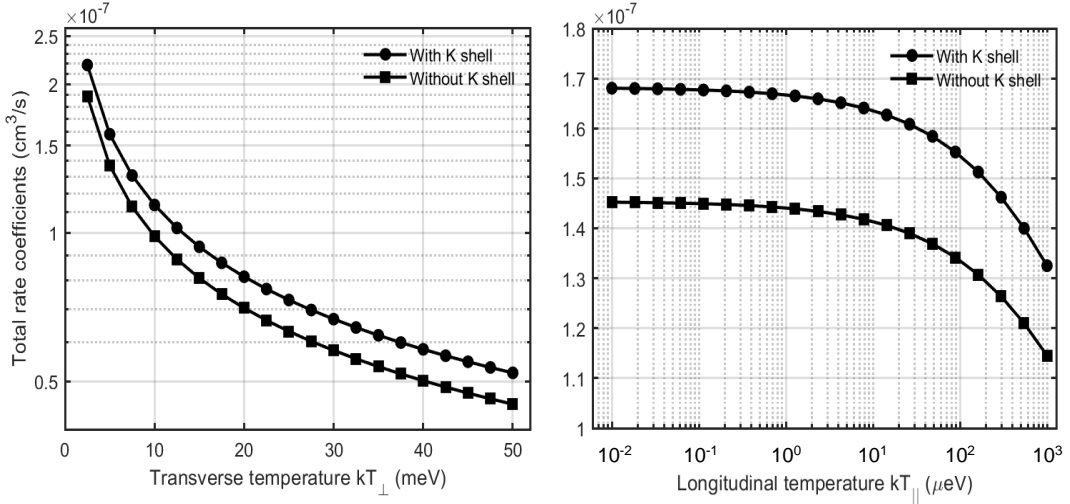 ×10⁻⁷
2.5
2
1.5
1
0.5
Total rate coefficients (cm³/s)
With K shell
Without K shell
0 10 20 30 40 50
Transverse temperature kT⊥ (meV)
×10⁻⁷
1.8
1.7
1.6
1.5
1.4
1.3
1.2
1.1
1
With K shell
Without K shell
10⁻² 10⁻¹ 10⁰ 10¹ 10² 10³
Longitudinal temperature kT|| (μeV)